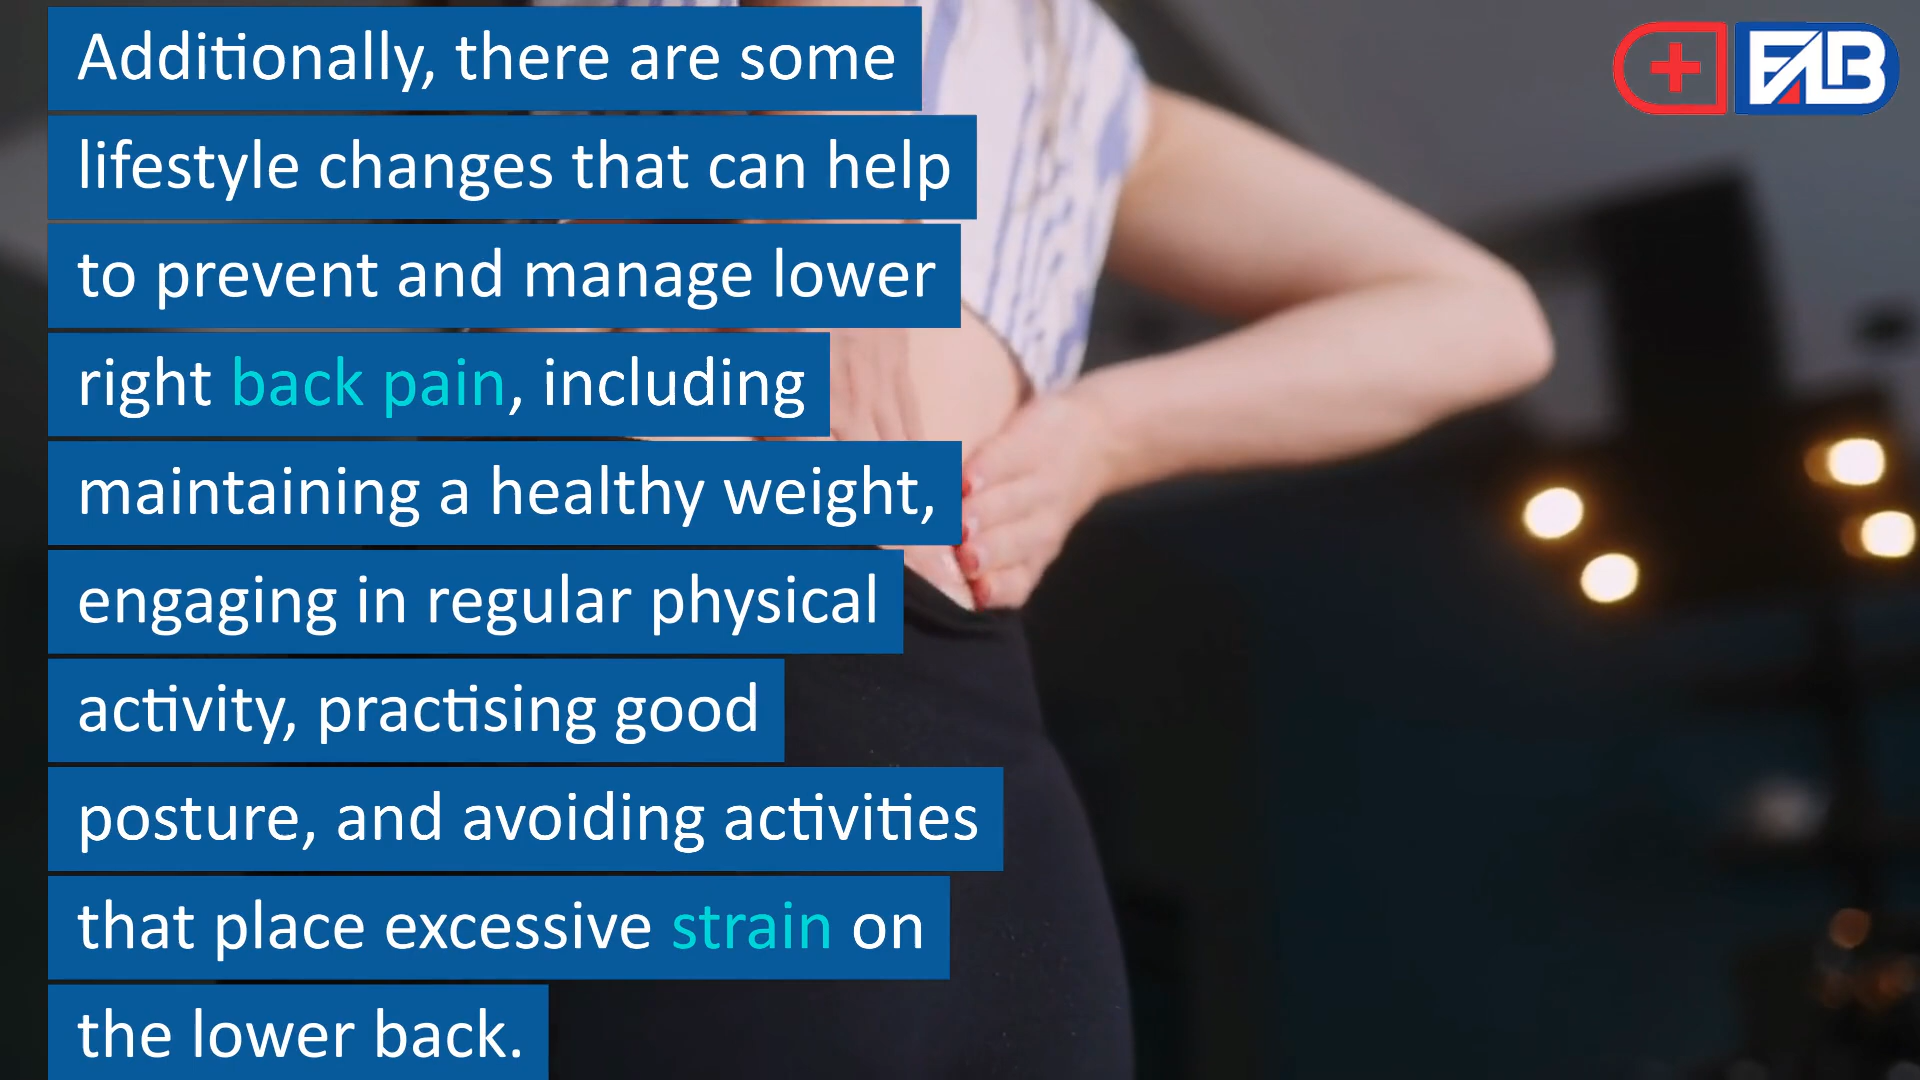 Additionally, there are some
lifestyle changes that can help
to prevent and manage lower
right back pain, including
maintaining a healthy weight,
engaging in regular physical
activity, practising good
posture, and avoiding activities
that place excessive strain on
the lower back.
FAB